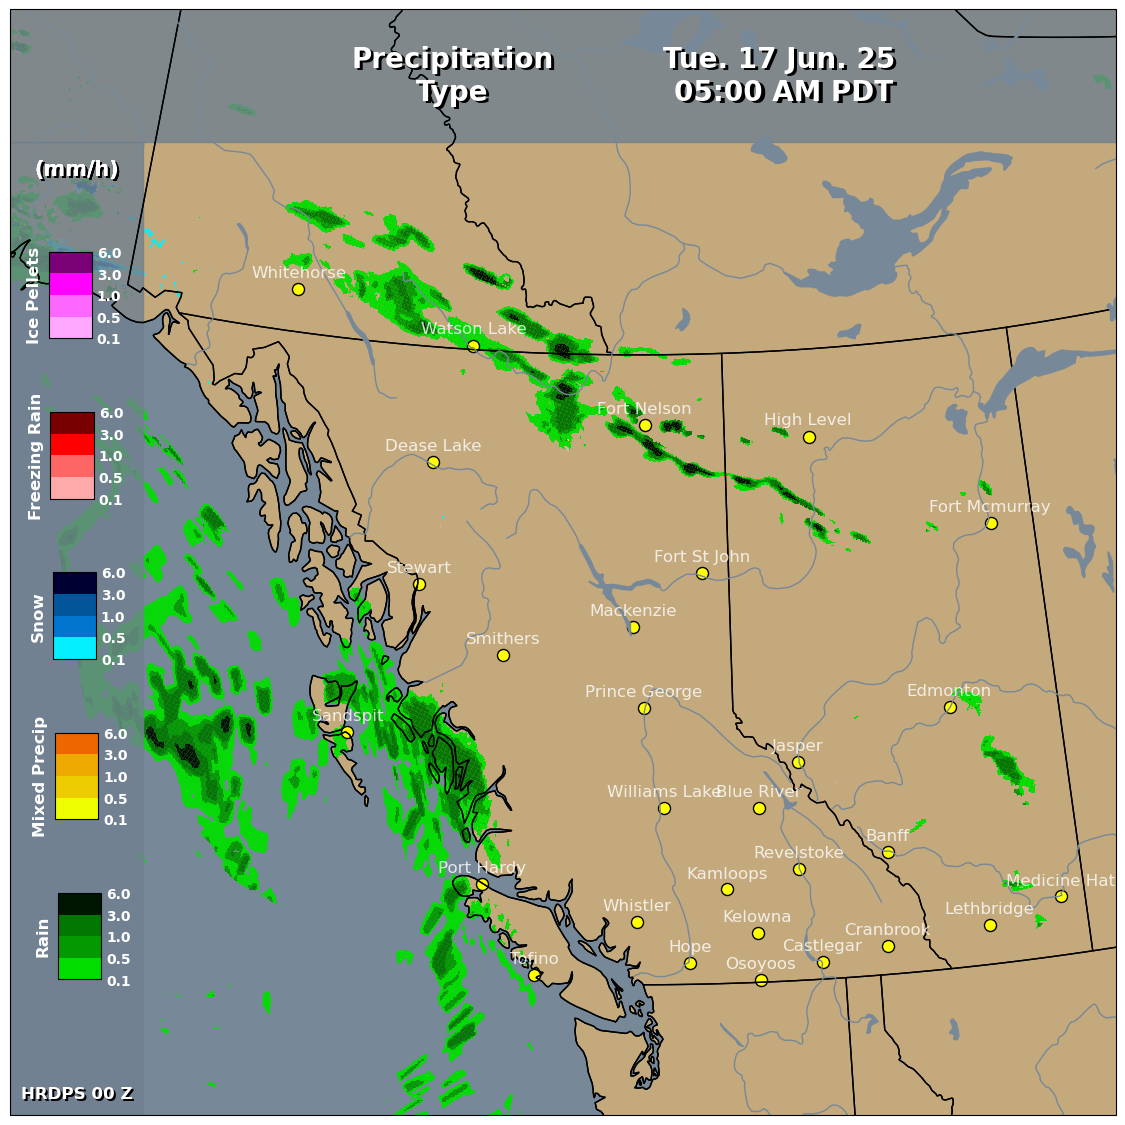 Precipitation
Type
Tue. 17 Jun. 25
05:00 AM PDT
(mm/h)
Ice Pellets
6.0
3.0
1.0
0.5
0.1
Freezing Rain
6.0
3.0
1.0
0.5
0.1
Snow
6.0
3.0
1.0
0.5
0.1
Mixed Precip
6.0
3.0
1.0
0.5
0.1
Rain
6.0
3.0
1.0
0.5
0.1
HRDPS 00 Z
Whitehorse
Watson Lake
Fort Nelson
High Level
Dease Lake
Fort Mcmurray
Fort St John
Stewart
Mackenzie
Smithers
Prince George
Edmonton
Sandspit
Jasper
Williams Lake
Blue River
Banff
Revelstoke
Port Hardy
Kamloops
Medicine Hat
Whistler
Kelowna
Lethbridge
Cranbrook
Hope
Castlegar
Tofino
Osoyoos